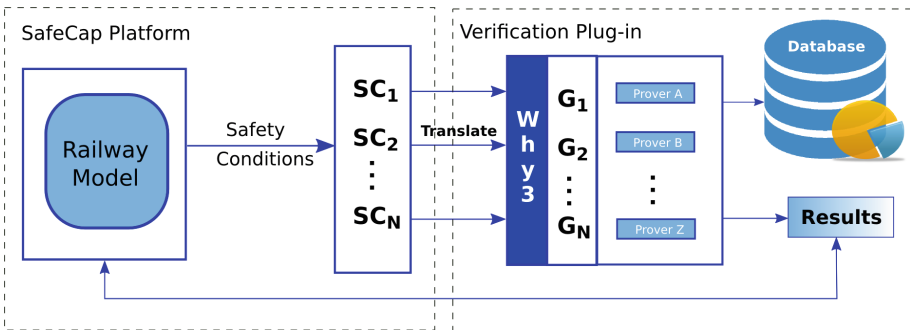 SafeCap Platform
Railway
Model
Safety
Conditions
SC1
SC2
SCN
Translate
Verification Plug-in
Why3
G1
G2
GN
Prover A
Prover B
Prover Z
Database
Results